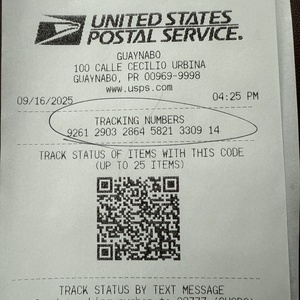 UNITED STATES
POSTAL SERVICE.
GUAYNABO
100 CALLE CECILIO URBINA
GUAYNABO, PR 00969-9998
www.usps.com
09/16/2025 04:25 PM
TRACKING NUMBERS
9261 2903 2864 5821 3309 14
TRACK STATUS OF ITEMS WITH THIS CODE
(UP TO 25 ITEMS)
TRACK STATUS BY TEXT MESSAGE